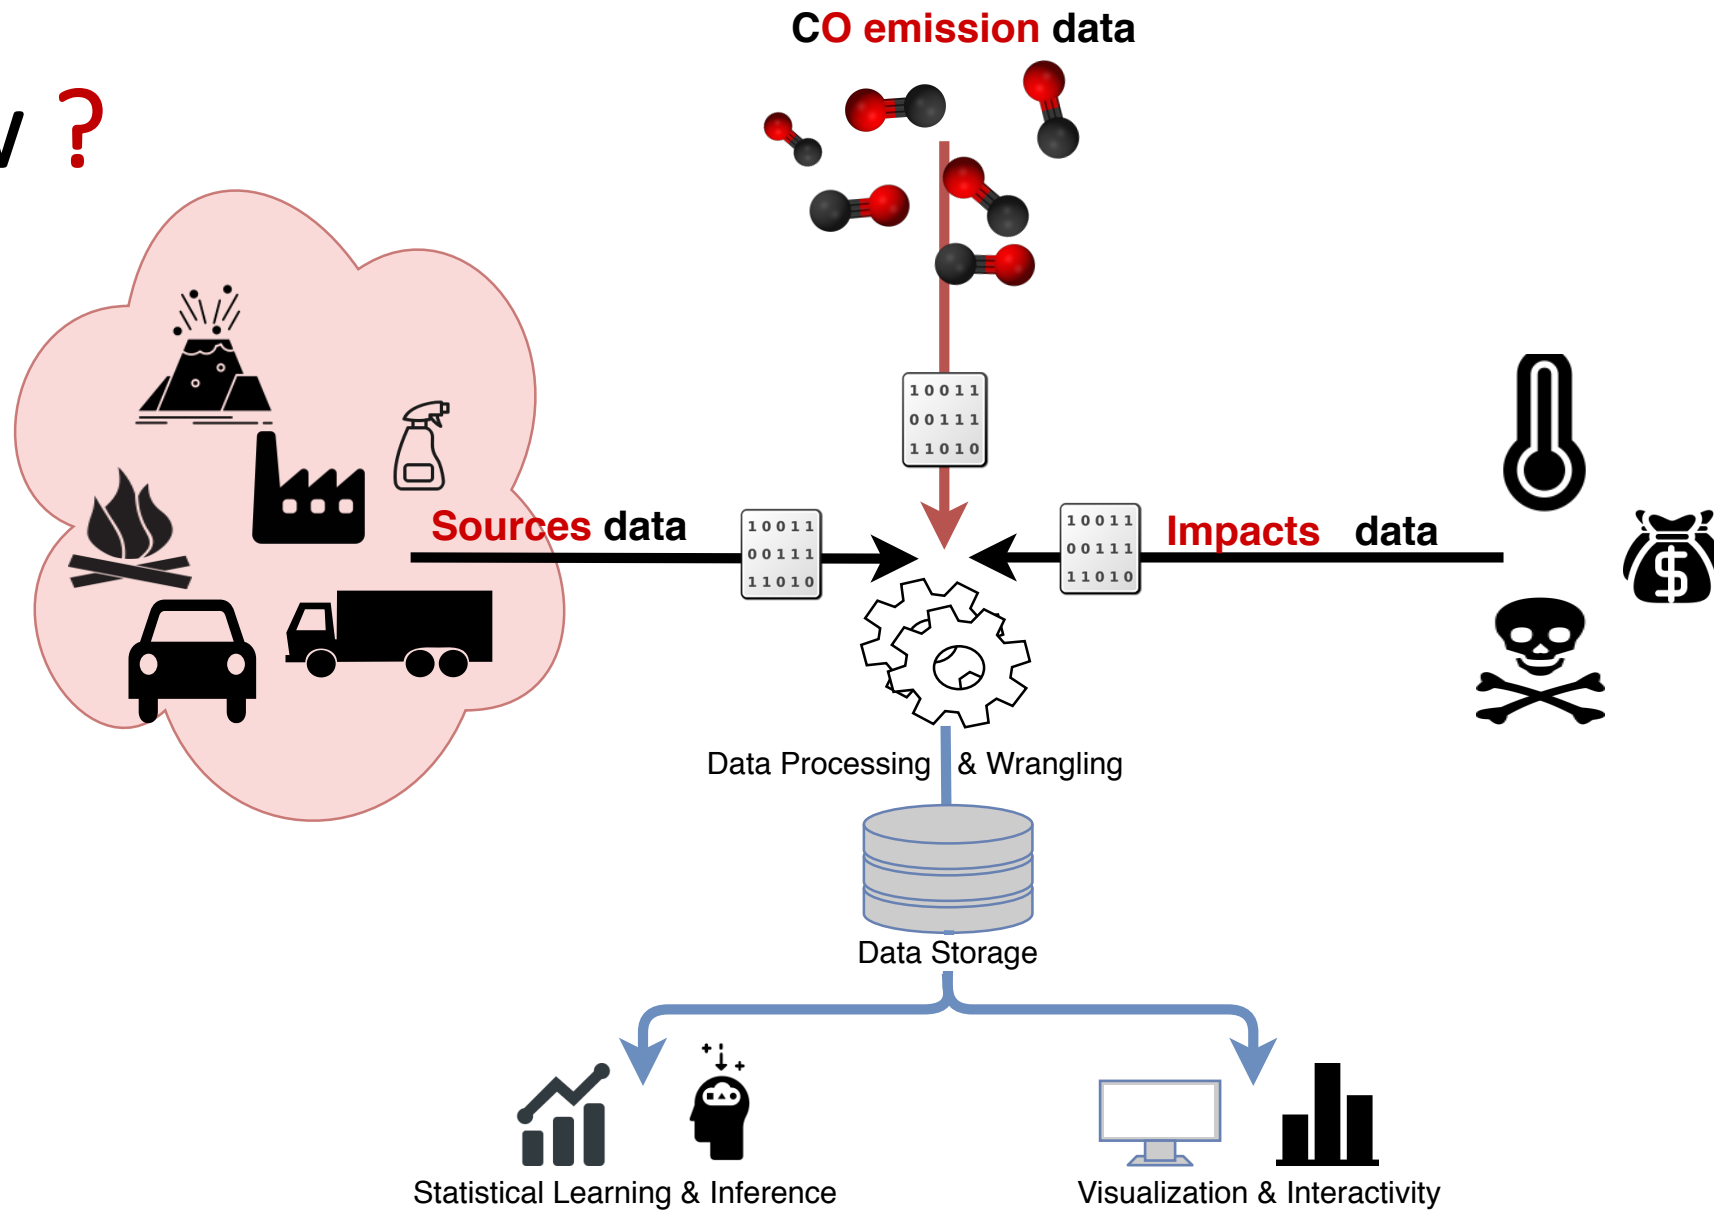 CO emission data
?
10011
00111
11010
Sources data
10011
00111
11010
10011
00111
11010
Impacts data
$
Data Processing & Wrangling
Data Storage
Statistical Learning & Inference
Visualization & Interactivity